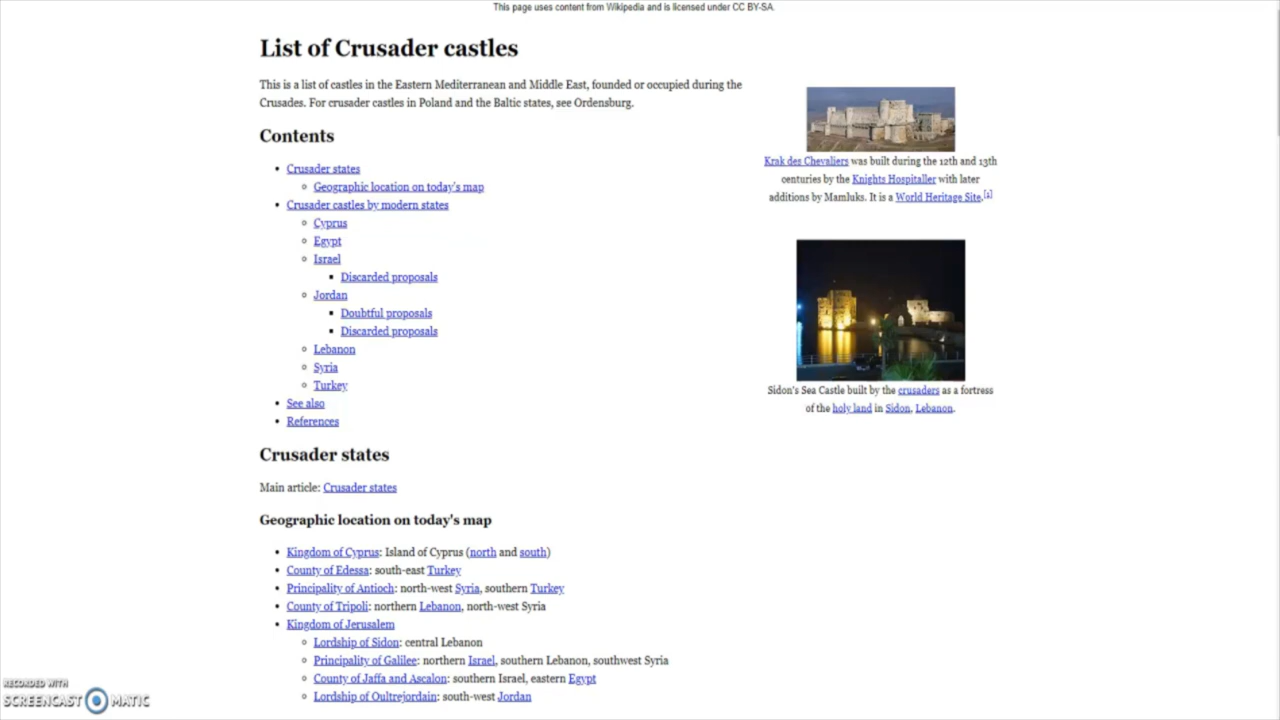 This page uses content from Wikipedia and is licensed under CC BY-SA.
List of Crusader castles
This is a list of castles in the Eastern Mediterranean and Middle East, founded or occupied during the
Crusades. For crusader castles in Poland and the Baltic states, see Ordensburg.
Contents
Crusader states
Geographic location on today's map
Crusader castles by modern states
Cyprus
Egypt
Israel
Discarded proposals
Jordan
Doubtful proposals
Discarded proposals
Lebanon
Syria
Turkey
See also
References
Krak des Chevaliers was built during the 12th and 13th
centuries by the Knights Hospitaller with later
additions by Mamluks. It is a World Heritage Site.[1]
Sidon's Sea Castle built by the crusaders as a fortress
of the holy land in Sidon, Lebanon.
Crusader states
Main article: Crusader states
Geographic location on today's map
Kingdom of Cyprus: Island of Cyprus (north and south)
County of Edessa: south-east Turkey
Principality of Antioch: north-west Syria, southern Turkey
County of Tripoli: northern Lebanon, north-west Syria
Kingdom of Jerusalem
Lordship of Sidon: central Lebanon
Principality of Galilee: northern Israel, southern Lebanon, southwest Syria
County of Jaffa and Ascalon: southern Israel, eastern Egypt
Lordship of Oultrejordain: south-west Jordan
RECORDED WITH
SCREENCAST MATIC